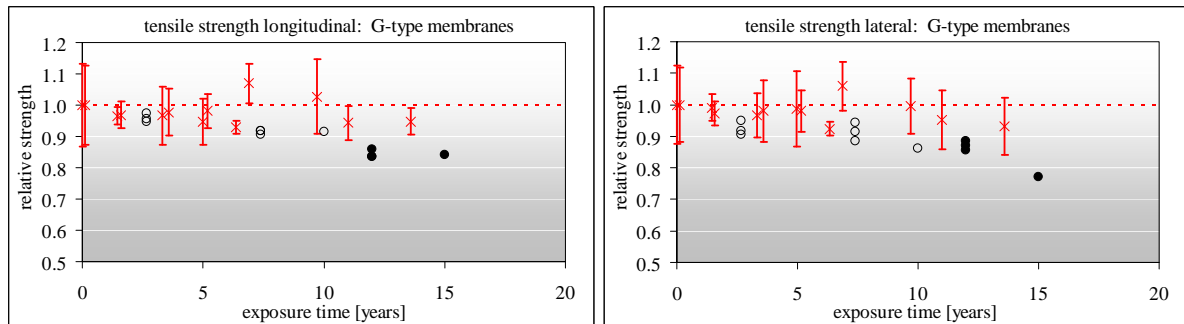 tensile strength longitudinal: G-type membranes
1.2
1.1
1.0
0.9
0.8
0.7
0.6
0.5
relative strength
0 5 10 15 20
exposure time [years]
tensile strength lateral: G-type membranes
1.2
1.1
1.0
0.9
0.8
0.7
0.6
0.5
relative strength
0 5 10 15 20
exposure time [years]